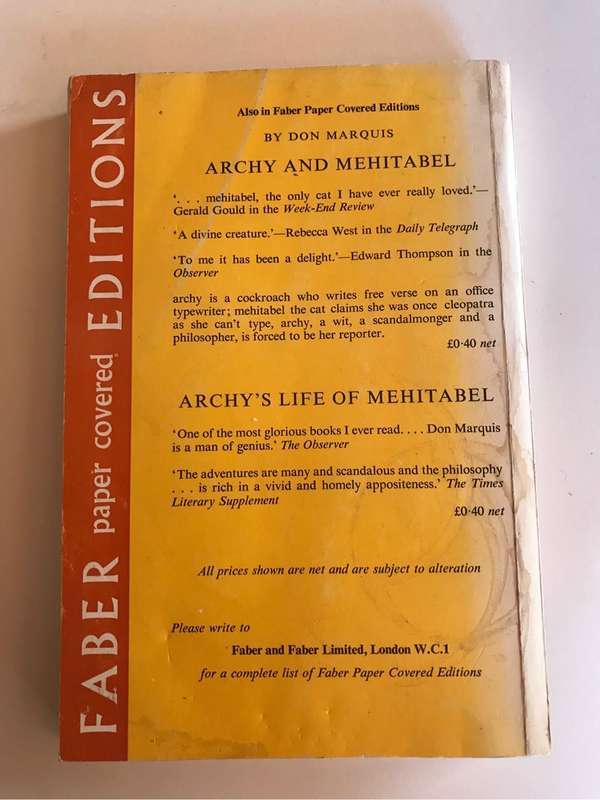 FABER paper covered EDITIONS
Also in Faber Paper Covered Editions
BY DON MARQUIS
ARCHY AND MEHITABEL
‘. . . mehitabel, the only cat I have ever really loved.’—
Gerald Gould in the Week-End Review
‘A divine creature.’—Rebecca West in the Daily Telegraph
‘To me it has been a delight.’—Edward Thompson in the
Observer
archy is a cockroach who writes free verse on an office
typewriter; mehitabel the cat claims she was once cleopatra
as she can't type, archy, a wit, a scandalmonger and a
philosopher, is forced to be her reporter.
£0·40 net
ARCHY'S LIFE OF MEHITABEL
‘One of the most glorious books I ever read. . . . Don Marquis
is a man of genius.’ The Observer
‘The adventures are many and scandalous and the philosophy
. . . is rich in a vivid and homely appositeness.’ The Times
Literary Supplement
£0·40 net
All prices shown are net and are subject to alteration
Please write to
Faber and Faber Limited, London W.C.1
for a complete list of Faber Paper Covered Editions